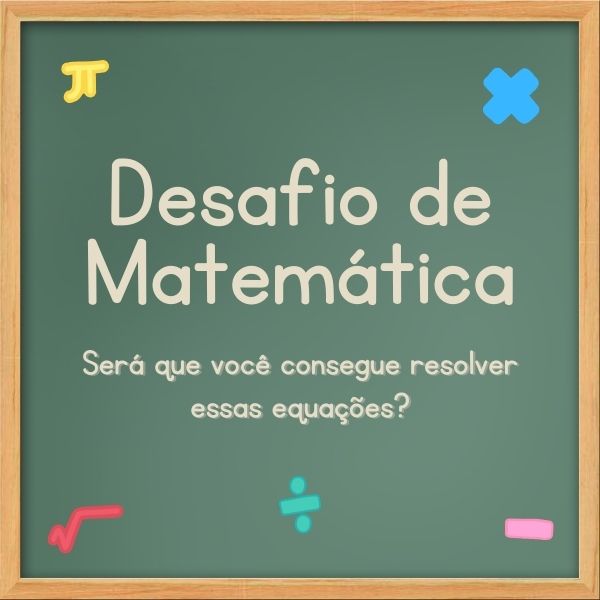 Desafio de
Matemática
Será que você consegue resolver
essas equações?